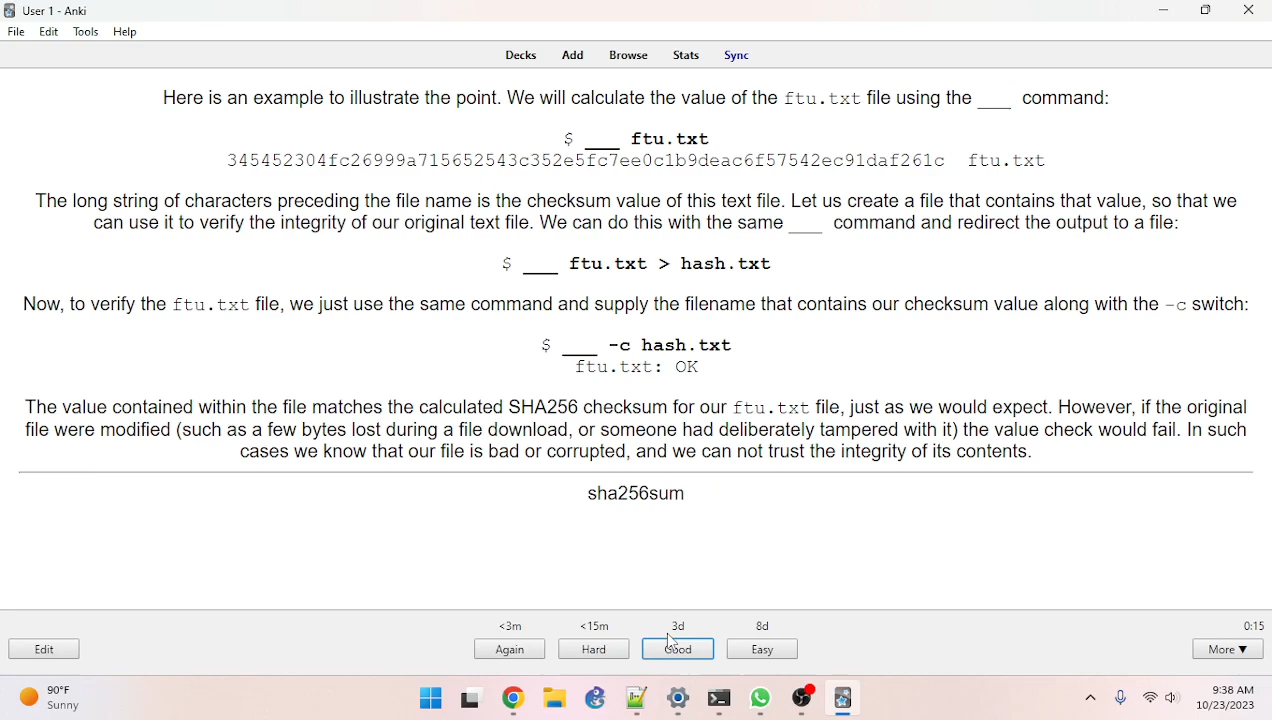 User 1 - Anki
File Edit Tools Help
Decks Add Browse Stats Sync
Here is an example to illustrate the point. We will calculate the value of the ftu.txt file using the ___ command:
$ ___ ftu.txt
345452304fc26999a715652543c352e5fc7ee0c1b9deac6f57542ec91daf261c ftu.txt
The long string of characters preceding the file name is the checksum value of this text file. Let us create a file that contains that value, so that we
can use it to verify the integrity of our original text file. We can do this with the same ___ command and redirect the output to a file:
$ ___ ftu.txt > hash.txt
Now, to verify the ftu.txt file, we just use the same command and supply the filename that contains our checksum value along with the -c switch:
$ ___ -c hash.txt
ftu.txt: OK
The value contained within the file matches the calculated SHA256 checksum for our ftu.txt file, just as we would expect. However, if the original
file were modified (such as a few bytes lost during a file download, or someone had deliberately tampered with it) the value check would fail. In such
cases we know that our file is bad or corrupted, and we can not trust the integrity of its contents.
sha256sum
<3m <15m 3d 8d 0:15
Edit Again Hard Good Easy More ▼
90°F
Sunny
9:38 AM
10/23/2023